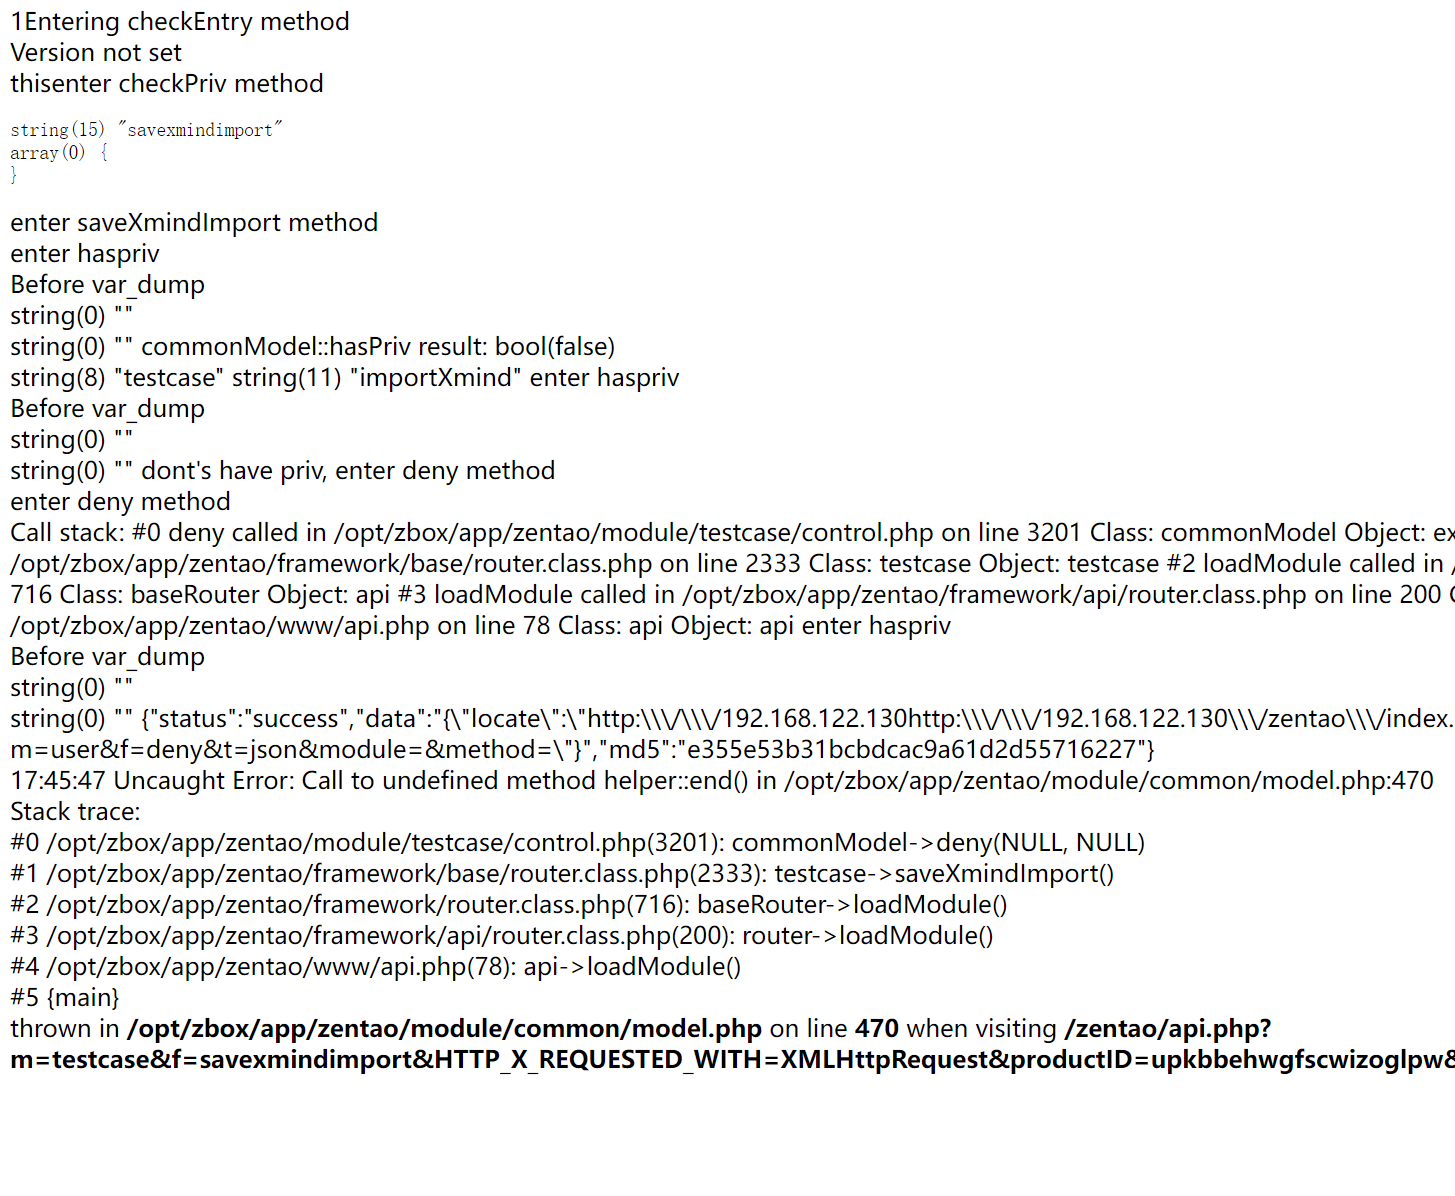 1Entering checkEntry method
Version not set
thisenter checkPriv method
string(15) "savexmindimport"
array(0) {
}
enter saveXmindImport method
enter haspriv
Before var_dump
string(0) ""
string(0) "" commonModel::hasPriv result: bool(false)
string(8) "testcase" string(11) "importXmind" enter haspriv
Before var_dump
string(0) ""
string(0) "" dont's have priv, enter deny method
enter deny method
Call stack: #0 deny called in /opt/zbox/app/zentao/module/testcase/control.php on line 3201 Class: commonModel Object: ex
/opt/zbox/app/zentao/framework/base/router.class.php on line 2333 Class: testcase Object: testcase #2 loadModule called in /
716 Class: baseRouter Object: api #3 loadModule called in /opt/zbox/app/zentao/framework/api/router.class.php on line 200 C
/opt/zbox/app/zentao/www/api.php on line 78 Class: api Object: api enter haspriv
Before var_dump
string(0) ""
string(0) "" {"status":"success","data":"{\"locate\":\"http:\\\/\\\/192.168.122.130http:\\\/\\\/192.168.122.130\\\/zentao\\\/index.
m=user&f=deny&t=json&module=&method=\"}","md5":"e355e53b31bcbdcac9a61d2d55716227"}
17:45:47 Uncaught Error: Call to undefined method helper::end() in /opt/zbox/app/zentao/module/common/model.php:470
Stack trace:
#0 /opt/zbox/app/zentao/module/testcase/control.php(3201): commonModel->deny(NULL, NULL)
#1 /opt/zbox/app/zentao/framework/base/router.class.php(2333): testcase->saveXmindImport()
#2 /opt/zbox/app/zentao/framework/router.class.php(716): baseRouter->loadModule()
#3 /opt/zbox/app/zentao/framework/api/router.class.php(200): router->loadModule()
#4 /opt/zbox/app/zentao/www/api.php(78): api->loadModule()
#5 {main}
thrown in /opt/zbox/app/zentao/module/common/model.php on line 470 when visiting /zentao/api.php?
m=testcase&f=savexmindimport&HTTP_X_REQUESTED_WITH=XMLHttpRequest&productID=upkbbehwgfscwizoglpw&